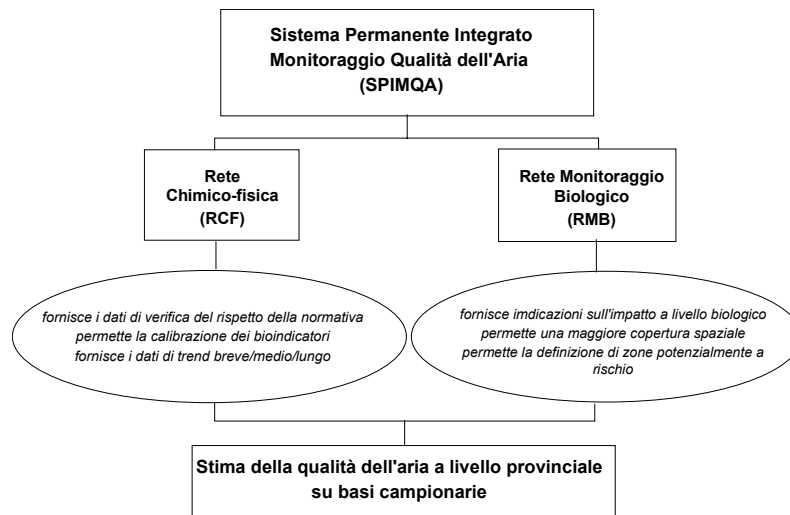 Sistema Permanente Integrato
Monitoraggio Qualità dell'Aria
(SPIMQA)
Rete
Chimico-fisica
(RCF)
Rete Monitoraggio
Biologico
(RMB)
fornisce i dati di verifica del rispetto della normativa
permette la calibrazione dei bioindicatori
fornisce i dati di trend breve/medio/lungo
fornisce imdicazioni sull'impatto a livello biologico
permette una maggiore copertura spaziale
permette la definizione di zone potenzialmente a
rischio
Stima della qualità dell'aria a livello provinciale
su basi campionarie